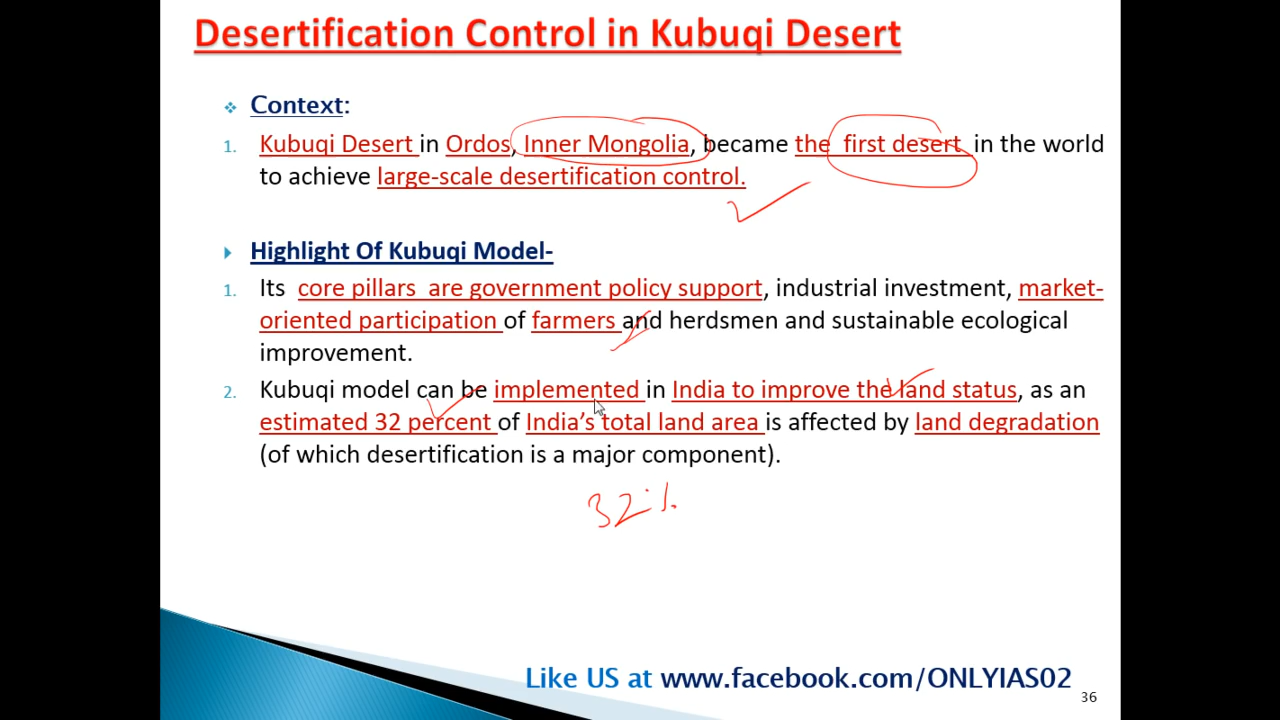 Desertification Control in Kubuqi Desert
Context:
1. Kubuqi Desert in Ordos, Inner Mongolia, became the first desert in the world
to achieve large-scale desertification control.
Highlight Of Kubuqi Model-
1. Its core pillars are government policy support, industrial investment, market-
oriented participation of farmers and herdsmen and sustainable ecological
improvement.
2. Kubuqi model can be implemented in India to improve the land status, as an
estimated 32 percent of India’s total land area is affected by land degradation
(of which desertification is a major component).
32%
Like US at www.facebook.com/ONLYIAS02
36